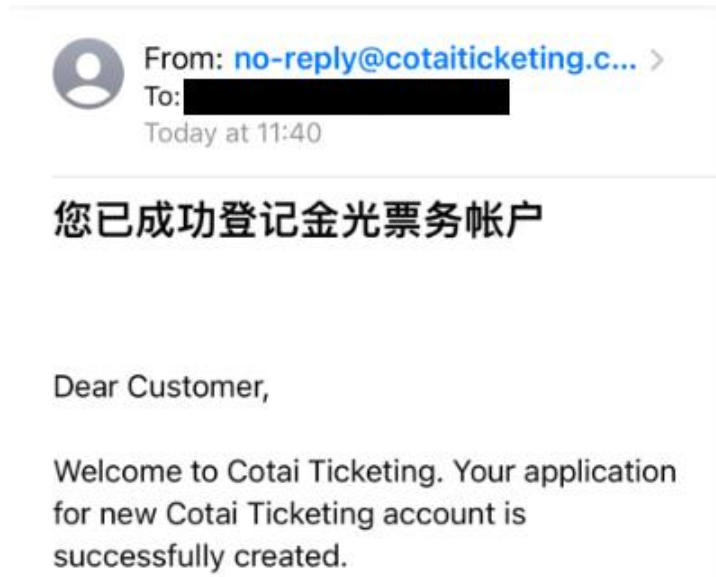 From: no-reply@cotaiticketing.c...
To:
Today at 11:40
您已成功登记金光票务帐户
Dear Customer,
Welcome to Cotai Ticketing. Your application
for new Cotai Ticketing account is
successfully created.